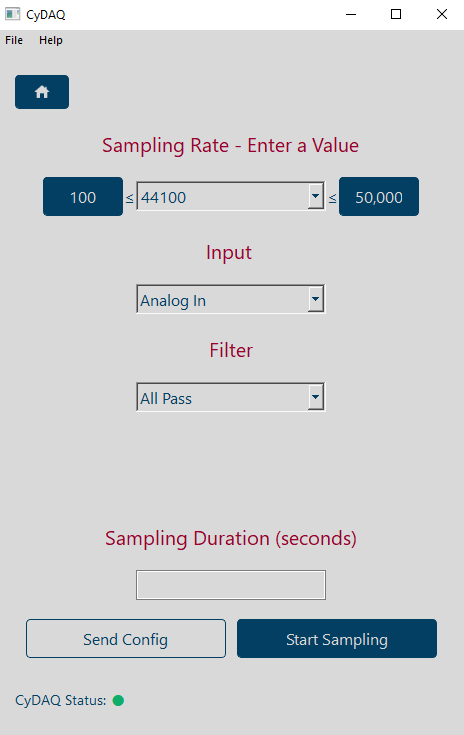 CyDAQ
File Help
Sampling Rate - Enter a Value
100 ≤ 44100 ≤ 50,000
Input
Analog In
Filter
All Pass
Sampling Duration (seconds)
Send Config Start Sampling
CyDAQ Status: